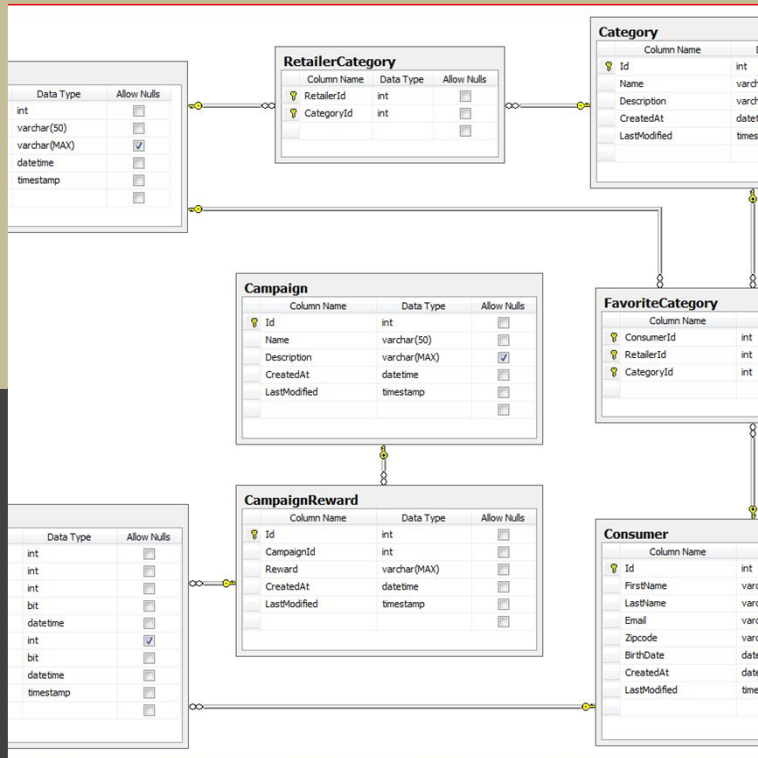 Category
Column Name
Id int
Name
Description
CreatedAt
LastModified
RetailerCategory
Column Name Data Type Allow Nulls
RetailerId int
CategoryId int
Data Type Allow Nulls
int
varchar(50)
varchar(MAX)
datetime
timestamp
Campaign
Column Name Data Type Allow Nulls
Id int
Name varchar(50)
Description varchar(MAX)
CreatedAt datetime
LastModified timestamp
FavoriteCategory
Column Name
ConsumerId int
RetailerId int
CategoryId int
CampaignReward
Column Name Data Type Allow Nulls
Id int
CampaignId int
Reward varchar(MAX)
CreatedAt datetime
LastModified timestamp
Data Type Allow Nulls
int
int
int
bit
datetime
int
bit
datetime
timestamp
Consumer
Column Name
Id int
FirstName
LastName
Email
Zipcode
BirthDate
CreatedAt
LastModified